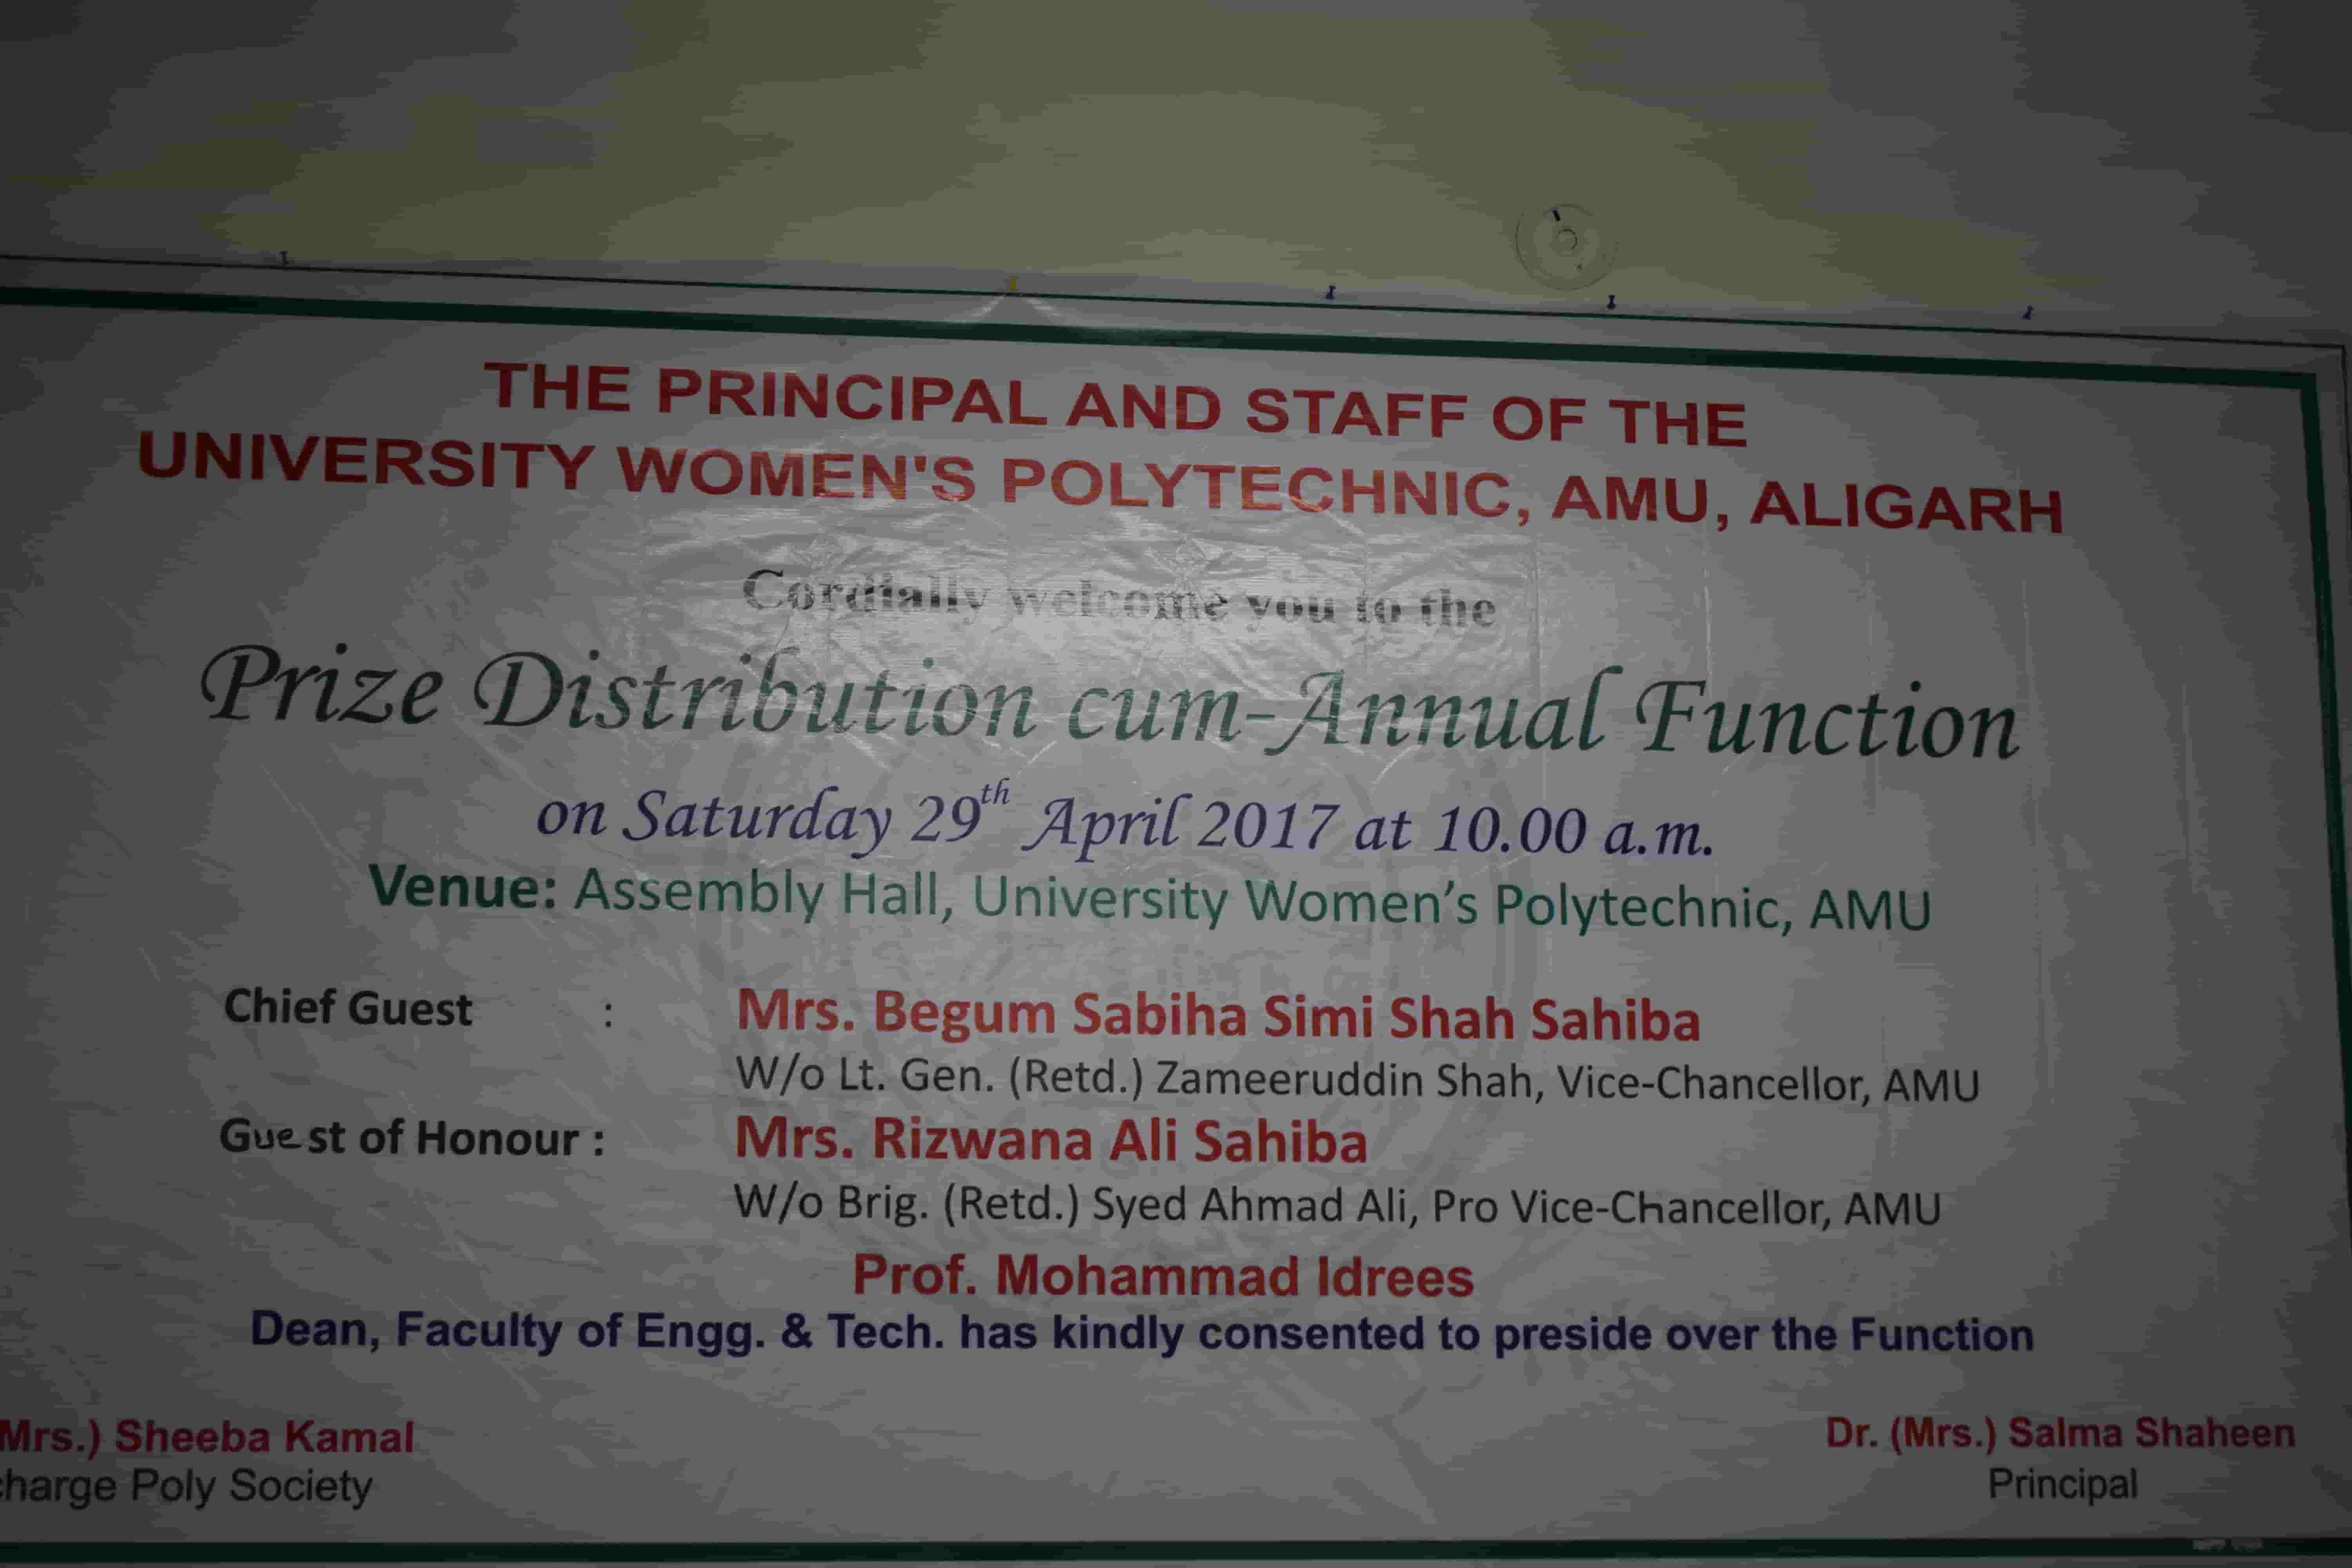 THE PRINCIPAL AND STAFF OF THE
UNIVERSITY WOMEN'S POLYTECHNIC, AMU, ALIGARH
Cordially welcome you to the
Prize Distribution cum-Annual Function
on Saturday 29th April 2017 at 10.00 a.m.
Venue: Assembly Hall, University Women's Polytechnic, AMU
Chief Guest : Mrs. Begum Sabiha Simi Shah Sahiba
W/o Lt. Gen. (Retd.) Zameeruddin Shah, Vice-Chancellor, AMU
Guest of Honour : Mrs. Rizwana Ali Sahiba
W/o Brig. (Retd.) Syed Ahmad Ali, Pro Vice-Chancellor, AMU
Prof. Mohammad Idrees
Dean, Faculty of Engg. & Tech. has kindly consented to preside over the Function
Mrs.) Sheeba Kamal Dr. (Mrs.) Salma Shaheen
charge Poly Society Principal